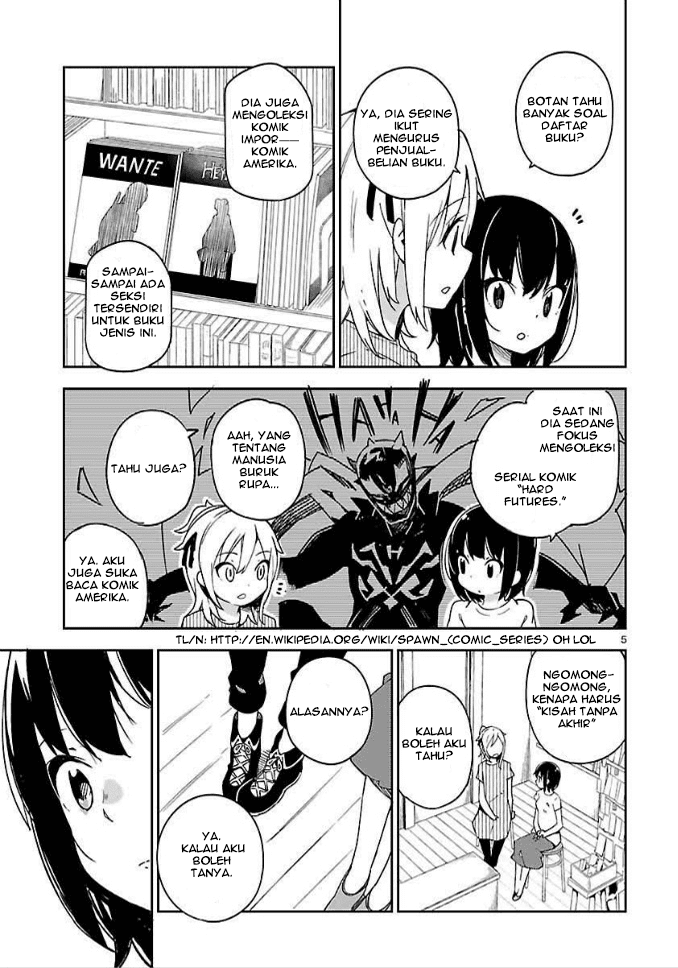 BOTAN TAHU
BANYAK SOAL
DAFTAR
BUKU?
YA, DIA SERING
IKUT
MENGURUS
PENJUAL-
BELIAN BUKU.
DIA JUGA
MENGOLEKSI
KOMIK
IMPOR——
KOMIK
AMERIKA.
WANTE
HEY
SAMPAI-
SAMPAI ADA
SEKSI
TERSENDIRI
UNTUK BUKU
JENIS INI.
SAAT INI
DIA SEDANG
FOKUS
MENGOLEKSI
SERIAL KOMIK
"HARD
FUTURES."
HAHAHA
AAH, YANG
TENTANG
MANUSIA
BURUK
RUPA...
TAHU JUGA?
YA. AKU
JUGA SUKA
BACA KOMIK
AMERIKA.
TL/N: HTTP://EN.WIKIPEDIA.ORG/WIKI/SPAWN_(COMIC_SERIES) OH LOL
5
NGOMONG-
NGOMONG,
KENAPA HARUS
"KISAH TANPA
AKHIR"
KALAU
BOLEH AKU
TAHU?
ALASANNYA?
YA.
KALAU AKU
BOLEH
TANYA.